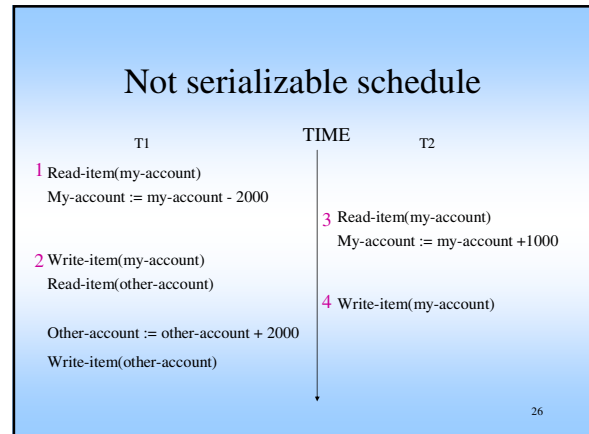 Not serializable schedule
T1
TIME
T2
1 Read-item(my-account)
My-account := my-account - 2000
3 Read-item(my-account)
My-account := my-account +1000
2 Write-item(my-account)
Read-item(other-account)
4 Write-item(my-account)
Other-account := other-account + 2000
Write-item(other-account)
26